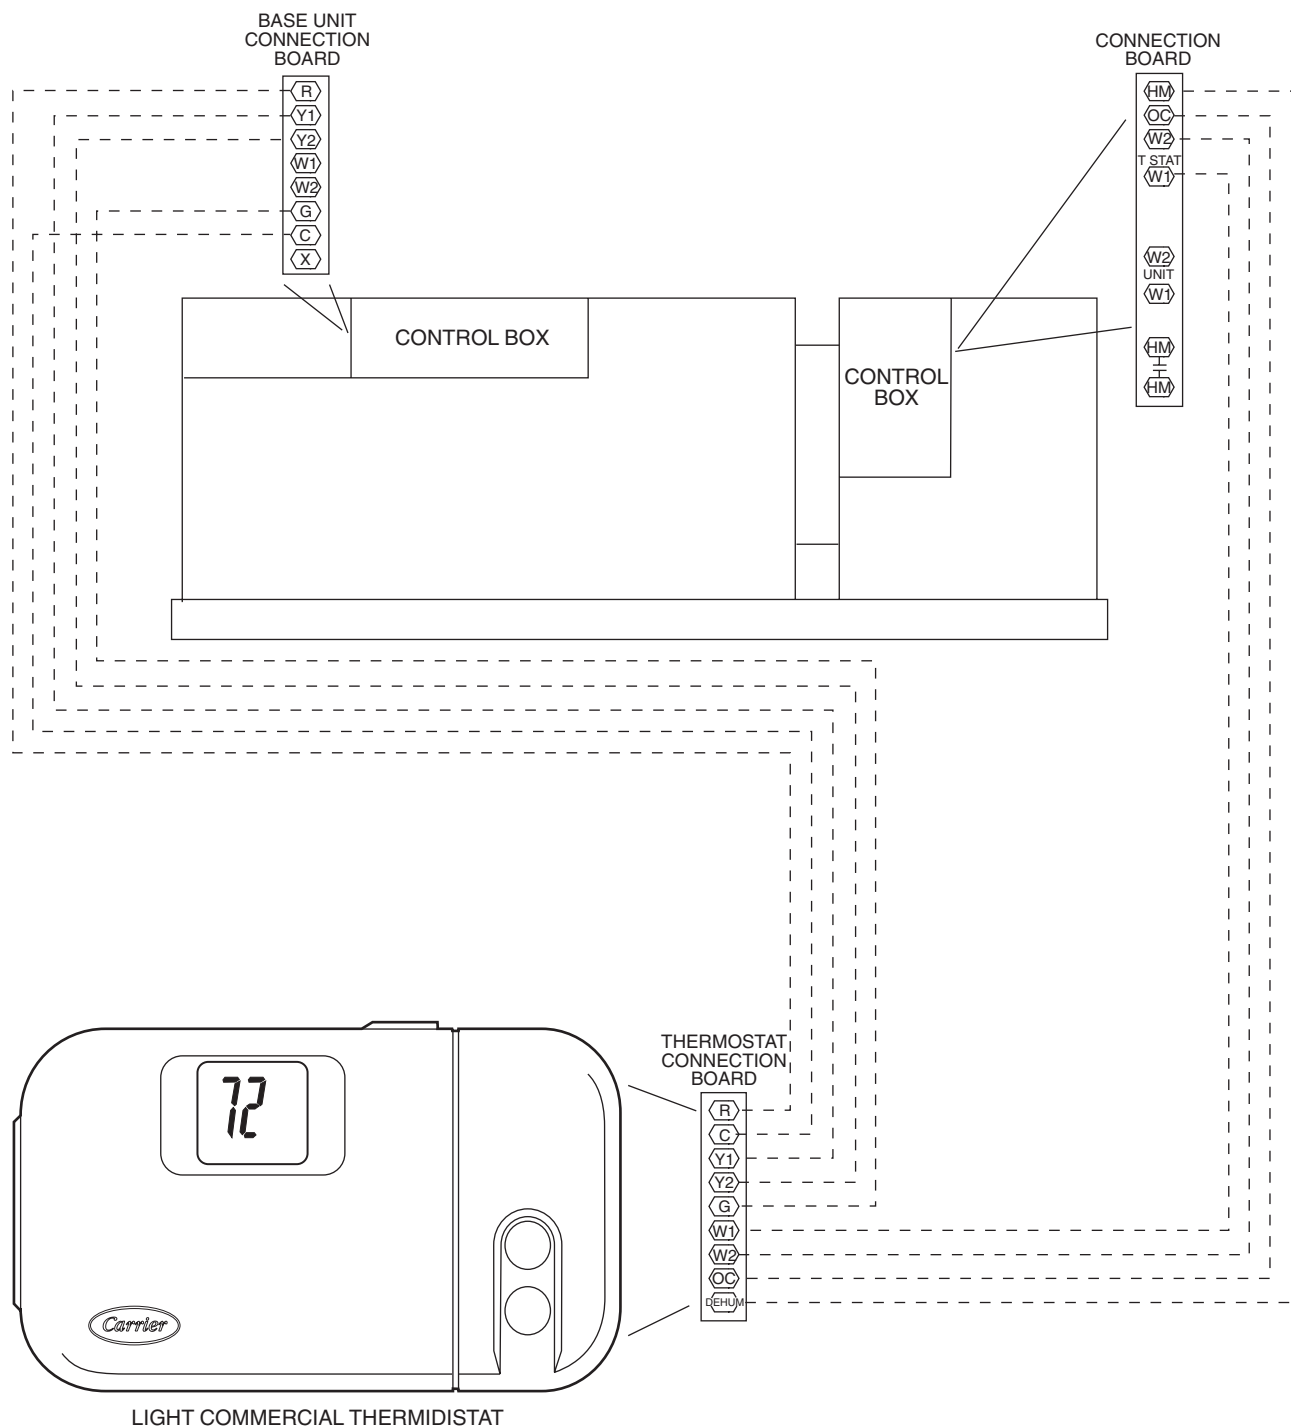 BASE UNIT
CONNECTION
BOARD
R
Y1
Y2
W1
W2
G
C
X
CONNECTION
BOARD
HM
OC
W2
T STAT
W1
W2
UNIT
W1
HM
HM
CONTROL BOX
CONTROL
BOX
THERMOSTAT
CONNECTION
BOARD
R
C
Y1
Y2
G
W1
W2
OC
DEHUM
72
Carrier
LIGHT COMMERCIAL THERMIDISTAT